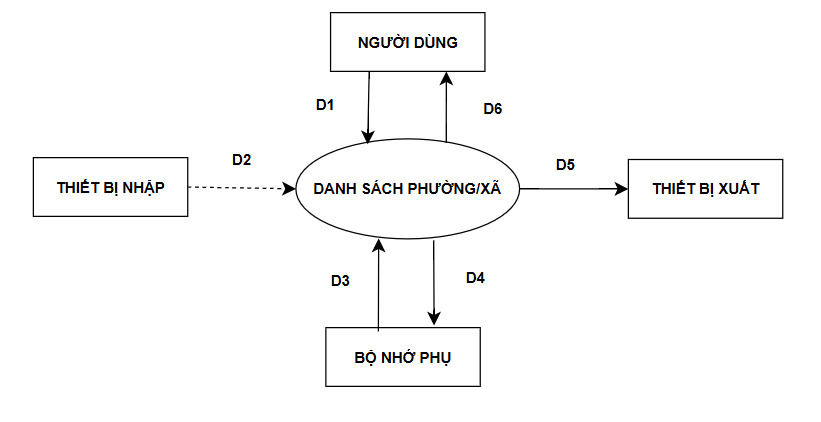 NGƯỜI DÙNG
D1
D6
D2
D5
THIẾT BỊ NHẬP
DANH SÁCH PHƯỜNG/XÃ
THIẾT BỊ XUẤT
D3
D4
BỘ NHỚ PHỤ